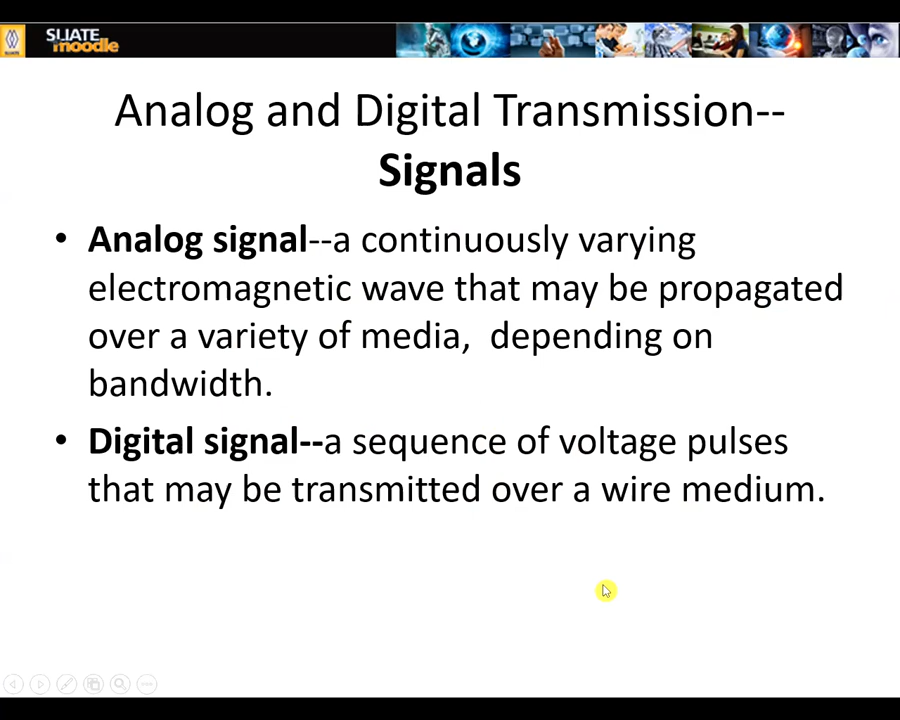 SLIATE
moodle
Analog and Digital Transmission--
Signals
• Analog signal--a continuously varying
electromagnetic wave that may be propagated
over a variety of media,  depending on
bandwidth.
• Digital signal--a sequence of voltage pulses
that may be transmitted over a wire medium.